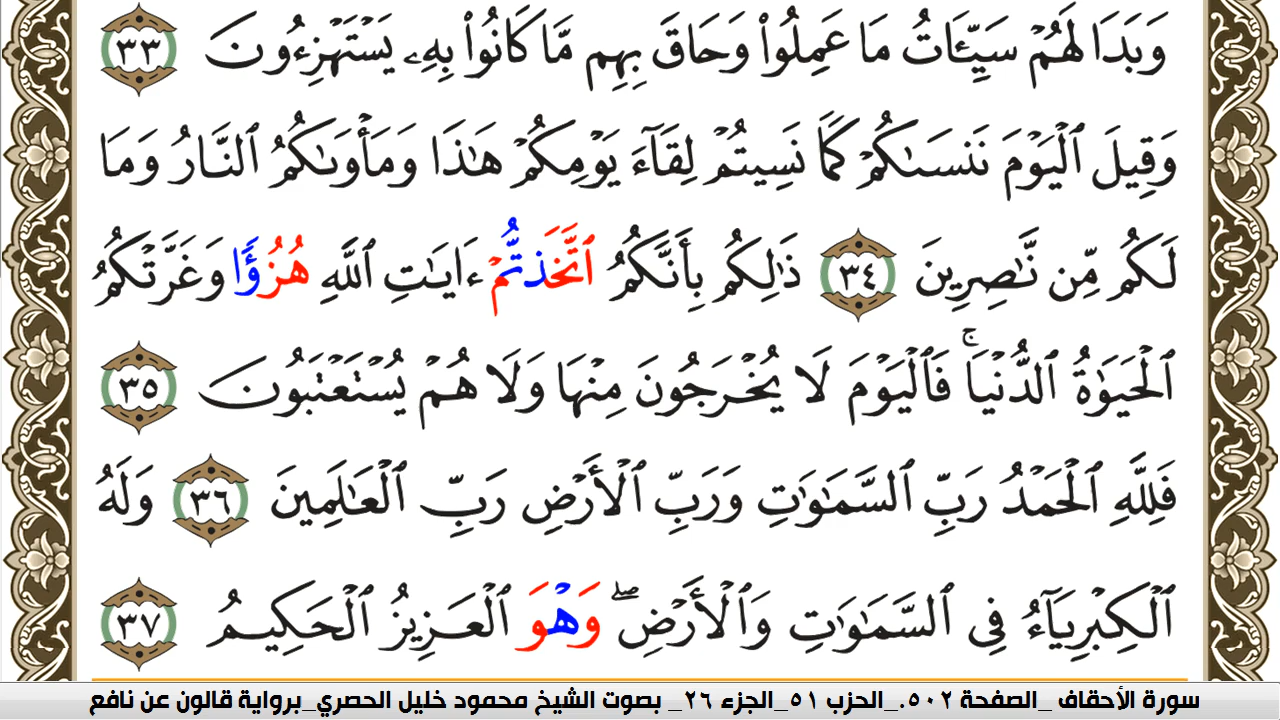 وَبَدَا لَهُمْ سَيِّـَٔاتُ مَا عَمِلُوا۟ وَحَاقَ بِهِم مَّا كَانُوا۟ بِهِۦ يَسْتَهْزِءُونَ ٣٣
وَقِيلَ ٱلْيَوْمَ نَنسَىٰكُمْ كَمَا نَسِيتُمْ لِقَآءَ يَوْمِكُمْ هَٰذَا وَمَأْوَىٰكُمُ ٱلنَّارُ وَمَا
لَكُم مِّن نَّٰصِرِينَ ٣٤ ذَٰلِكُم بِأَنَّكُمُ ٱتَّخَذتُّمْ ءَايَٰتِ ٱللَّهِ هُزُؤًا وَغَرَّتْكُمُ
ٱلْحَيَوٰةُ ٱلدُّنْيَا ۚ فَٱلْيَوْمَ لَا يُخْرَجُونَ مِنْهَا وَلَا هُمْ يُسْتَعْتَبُونَ ٣٥
فَلِلَّهِ ٱلْحَمْدُ رَبِّ ٱلسَّمَٰوَٰتِ وَرَبِّ ٱلْأَرْضِ رَبِّ ٱلْعَٰلَمِينَ ٣٦ وَلَهُ
ٱلْكِبْرِيَآءُ فِى ٱلسَّمَٰوَٰتِ وَٱلْأَرْضِ ۖ وَهْوَ ٱلْعَزِيزُ ٱلْحَكِيمُ ٣٧
سورة الأحقاف _الصفحة ٥٠٢._الحزب ٥١_الجزء ٢٦_ بصوت الشيخ محمود خليل الحصري_برواية قالون عن نافع